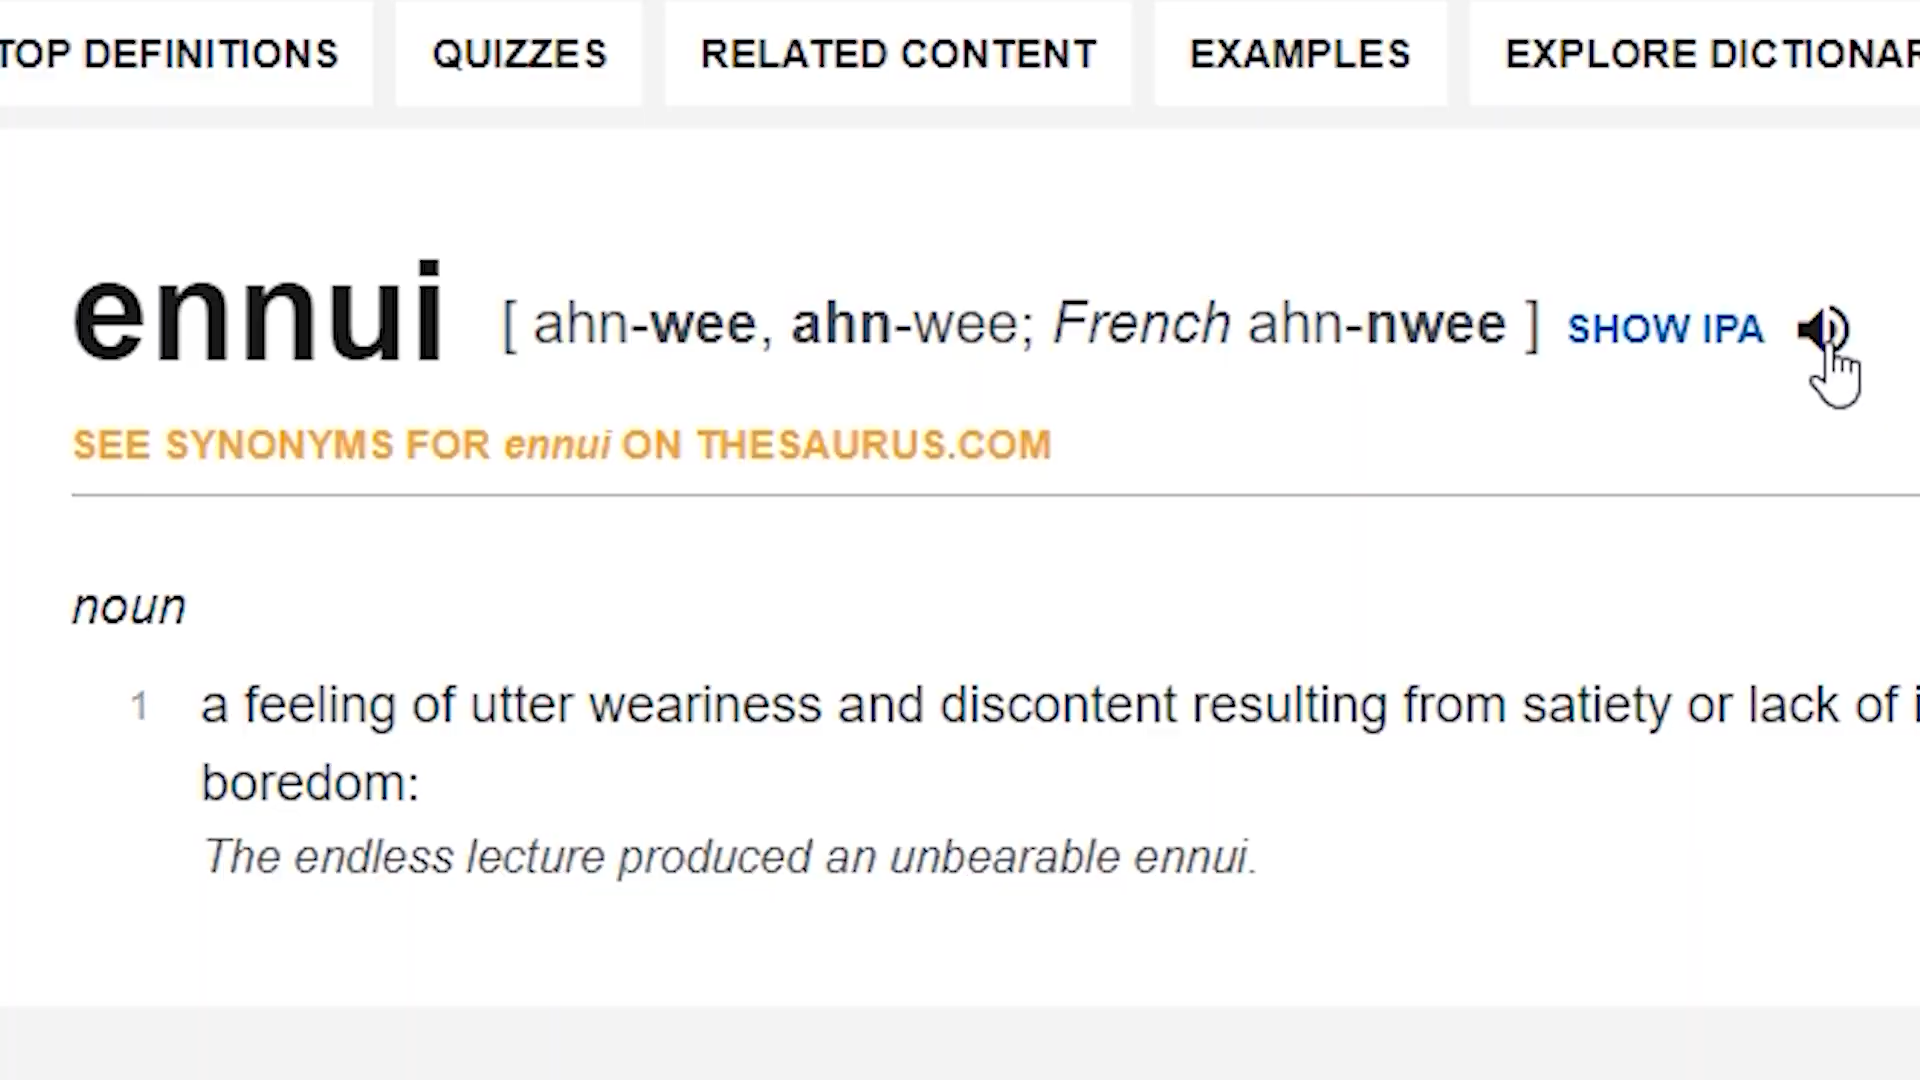 TOP DEFINITIONS QUIZZES RELATED CONTENT EXAMPLES EXPLORE
ennui [ ahn-wee, ahn-wee; French ahn-nwee ] SHOW IPA
SEE SYNONYMS FOR ennui ON THESAURUS.COM
noun
1 a feeling of utter weariness and discontent resulting from satiety or lack of
boredom:
The endless lecture produced an unbearable ennui.